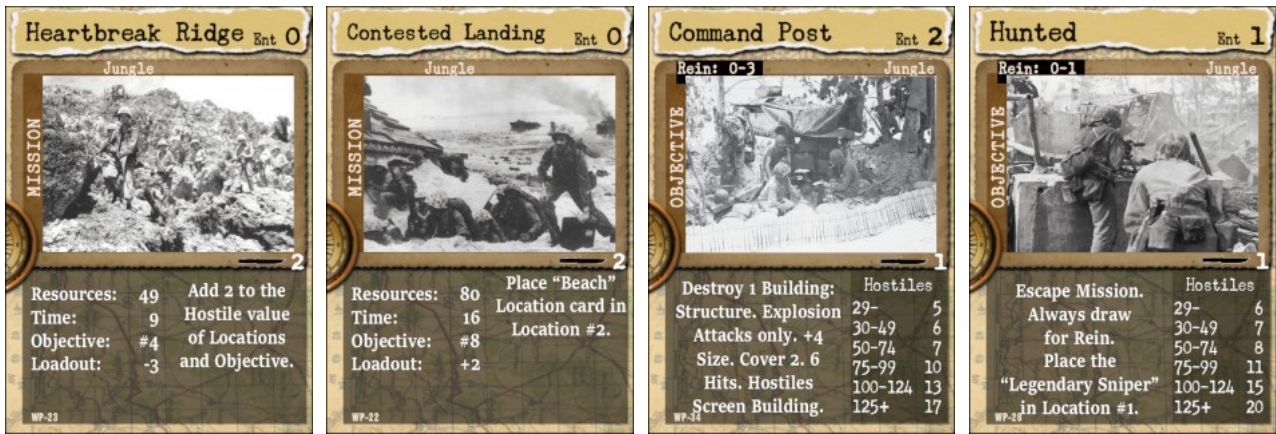 Heartbreak Ridge Ent 0
Jungle
MISSION
2
Resources: 49
Time: 9
Objective: #4
Loadout: -3
Add 2 to the
Hostile value
of Locations
and Objective.
WP-23
Contested Landing Ent 0
Jungle
MISSION
2
Resources: 80
Time: 16
Objective: #8
Loadout: +2
Place “Beach”
Location card in
Location #2.
WP-22
Command Post Ent 2
Rein: 0-3 Jungle
OBJECTIVE
1
Destroy 1 Building:
Structure. Explosion
Attacks only. +4
Size. Cover 2. 6
Hits. Hostiles
Screen Building.
Hostiles
29- 5
30-49 6
50-74 7
75-99 10
100-124 13
125+ 17
WP-34
Hunted Ent 1
Rein: 0-1 Jungle
OBJECTIVE
1
Escape Mission.
Always draw
for Rein.
Place the
“Legendary Sniper”
in Location #1.
Hostiles
29- 6
30-49 7
50-74 8
75-99 11
100-124 15
125+ 20